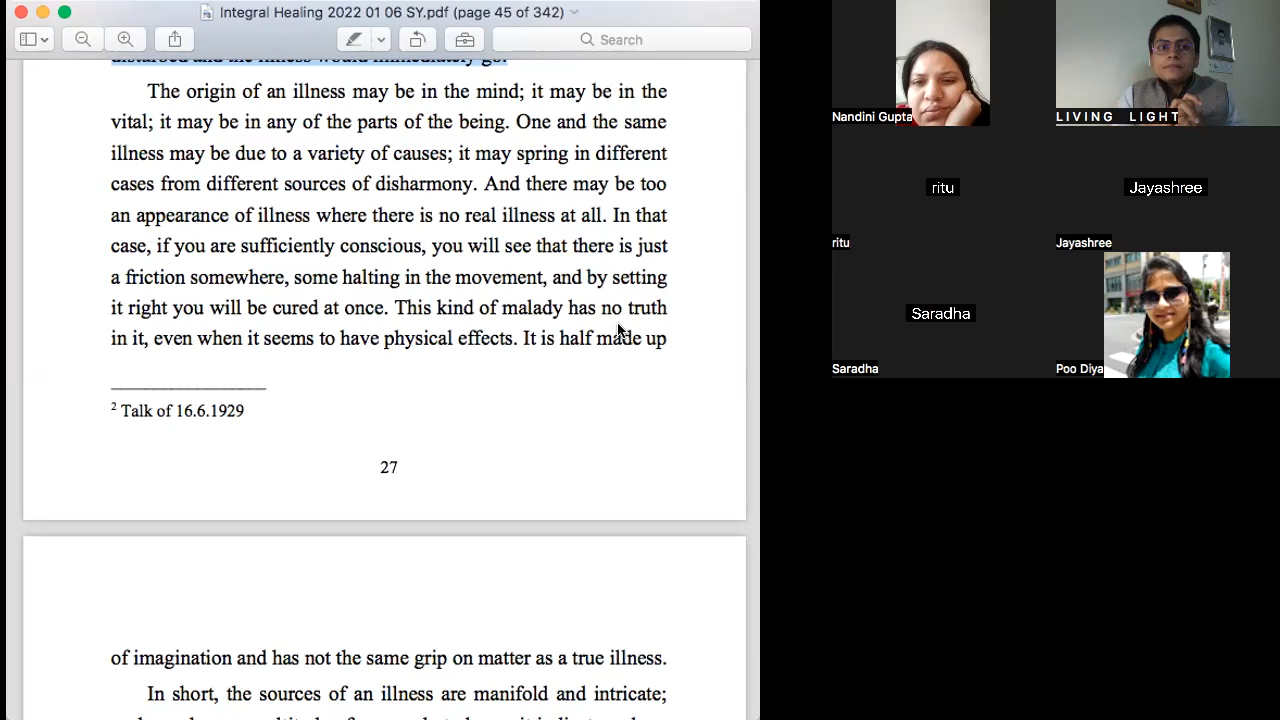 Integral Healing 2022 01 06 SY.pdf (page 45 of 342)
Search
disturbed and the illness would immediately go.
The origin of an illness may be in the mind; it may be in the
vital; it may be in any of the parts of the being. One and the same
illness may be due to a variety of causes; it may spring in different
cases from different sources of disharmony. And there may be too
an appearance of illness where there is no real illness at all. In that
case, if you are sufficiently conscious, you will see that there is just
a friction somewhere, some halting in the movement, and by setting
it right you will be cured at once. This kind of malady has no truth
in it, even when it seems to have physical effects. It is half made up
2 Talk of 16.6.1929
27
of imagination and has not the same grip on matter as a true illness.
In short, the sources of an illness are manifold and intricate;
Nandini Gupta
LIVING LIGHT
ritu
ritu
Jayashree
Jayashree
Saradha
Saradha
Poo Diya